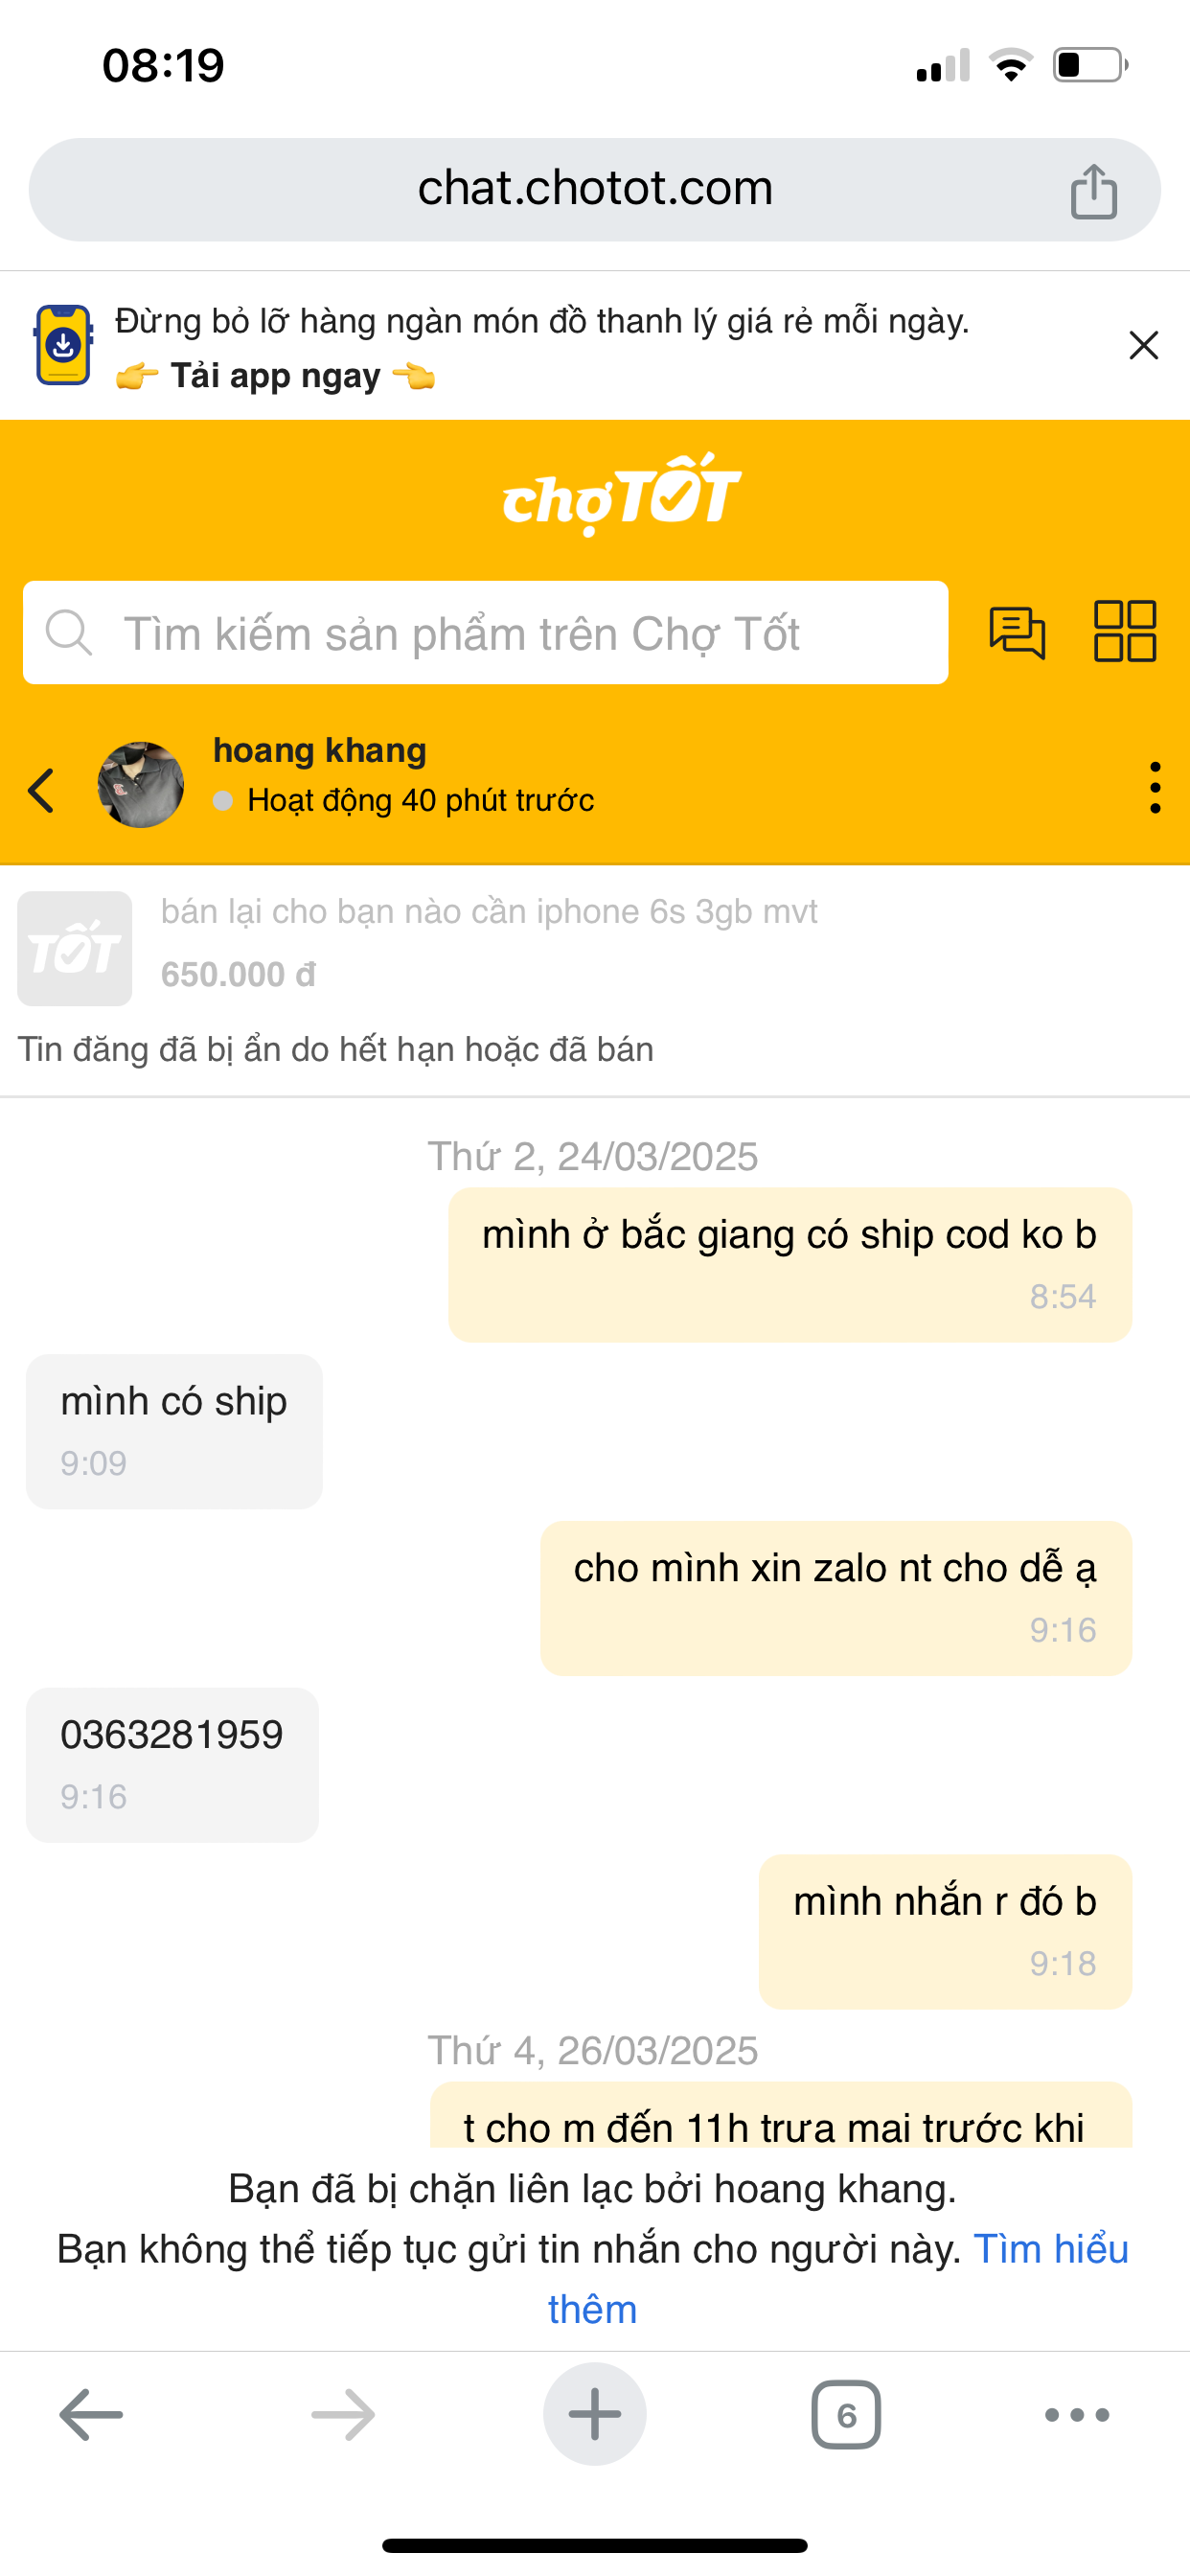 08:19
chat.chotot.com
Đừng bỏ lỡ hàng ngàn món đồ thanh lý giá rẻ mỗi ngày.
👉 Tải app ngay 👈
chợTỐT
Tìm kiếm sản phẩm trên Chợ Tốt
hoang khang
Hoạt động 40 phút trước
TỐT
bán lại cho bạn nào cần iphone 6s 3gb mvt
650.000 đ
Tin đăng đã bị ẩn do hết hạn hoặc đã bán
Thứ 2, 24/03/2025
mình ở bắc giang có ship cod ko b
8:54
mình có ship
9:09
cho mình xin zalo nt cho dễ ạ
9:16
0363281959
9:16
mình nhắn r đó b
9:18
Thứ 4, 26/03/2025
t cho m đến 11h trưa mai trước khi
Bạn đã bị chặn liên lạc bởi hoang khang.
Bạn không thể tiếp tục gửi tin nhắn cho người này. Tìm hiểu
thêm
6